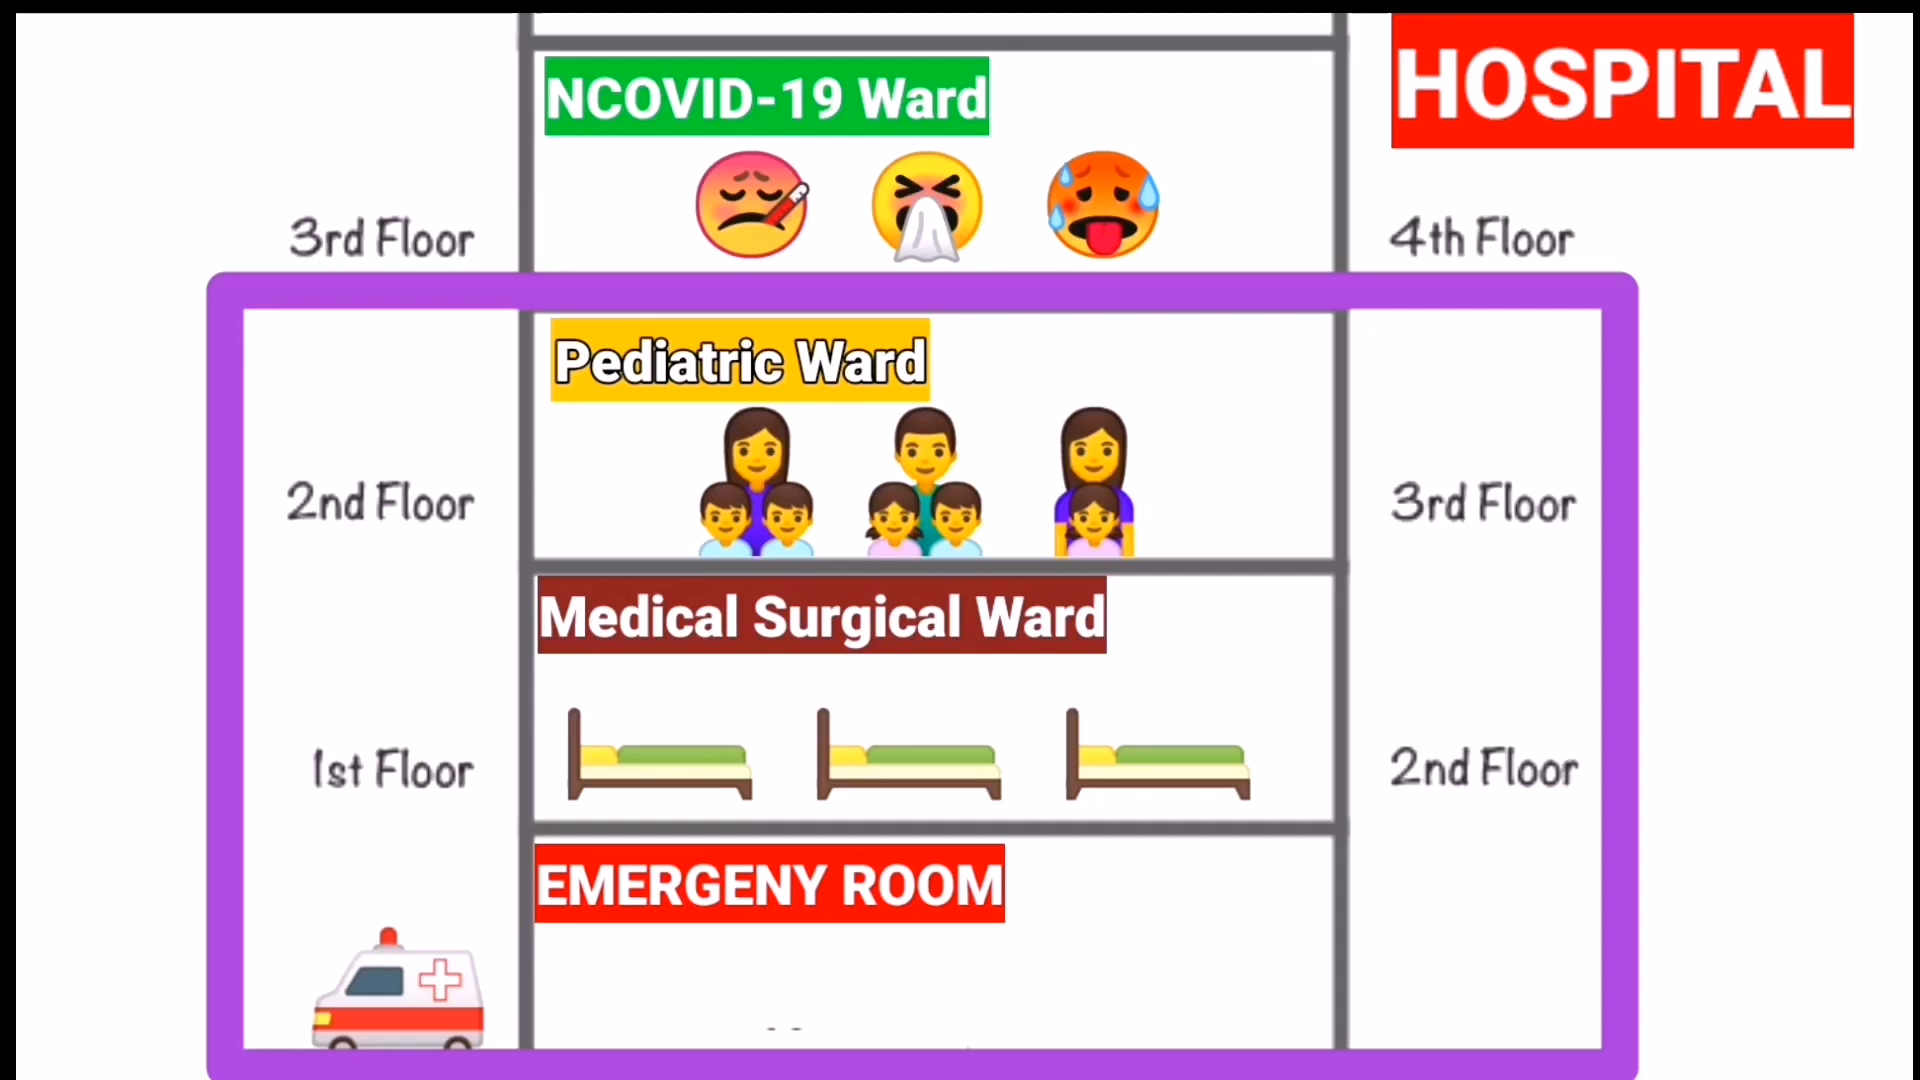 HOSPITAL
NCOVID-19 Ward
3rd Floor
4th Floor
Pediatric Ward
2nd Floor
3rd Floor
Medical Surgical Ward
1st Floor
2nd Floor
EMERGENY ROOM